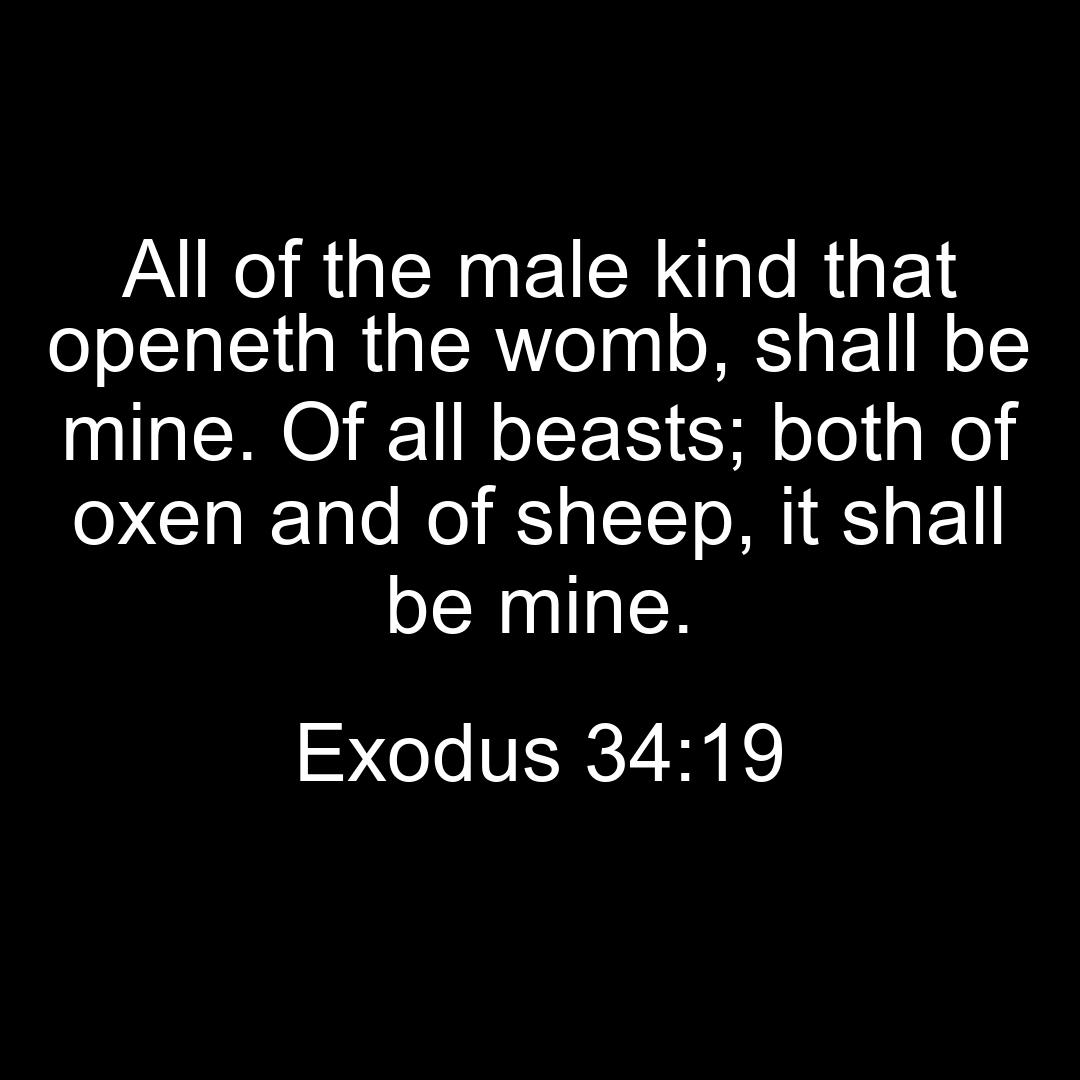 All of the male kind that
openeth the womb, shall be
mine. Of all beasts; both of
oxen and of sheep, it shall
be mine.
Exodus 34:19